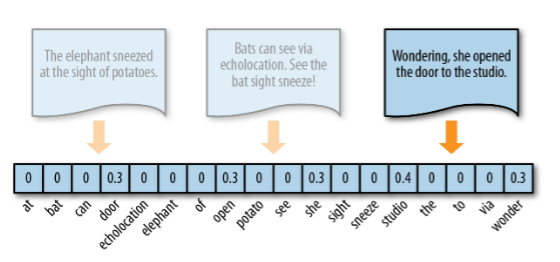 The elephant sneezed
at the sight of potatoes.
Bats can see via
echolocation. See the
bat sight sneeze!
Wondering, she opened
the door to the studio.
0 0 0 0.3 0 0 0 0.3 0 0 0.3 0 0 0.4 0 0 0 0.3
at bat can door echolocation elephant of open potato see she sight sneeze studio the to via wonder